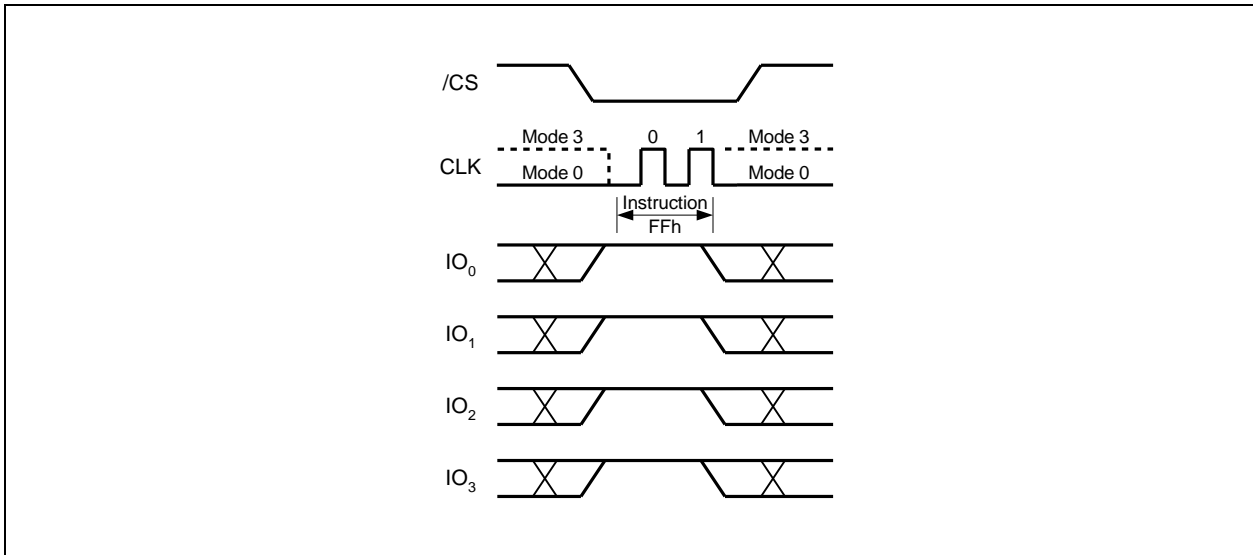 /CS
Mode 3 0 1 Mode 3
CLK
Mode 0 Mode 0
Instruction
FFh
IO0
IO1
IO2
IO3